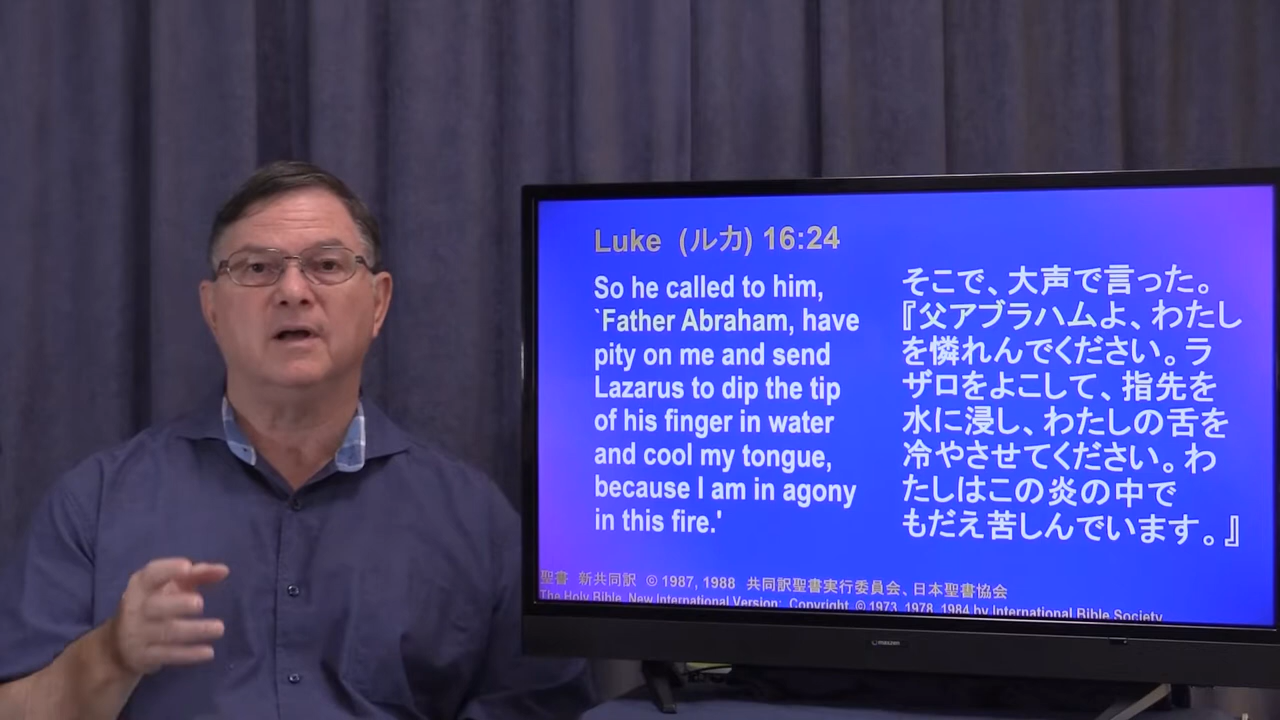 Luke (ルカ) 16:24
So he called to him,
`Father Abraham, have
pity on me and send
Lazarus to dip the tip
of his finger in water
and cool my tongue,
because I am in agony
in this fire.'
そこで、大声で言った。
『父アブラハムよ、わたし
を憐れんでください。ラ
ザロをよこして、指先を
水に浸し、わたしの舌を
冷やさせてください。わ
たしはこの炎の中で
もだえ苦しんでいます。』
聖書 新共同訳 © 1987, 1988 共同訳聖書実行委員会、日本聖書協会
The Holy Bible, New International Version; Copyright © 1973, 1978, 1984 by International Bible Society